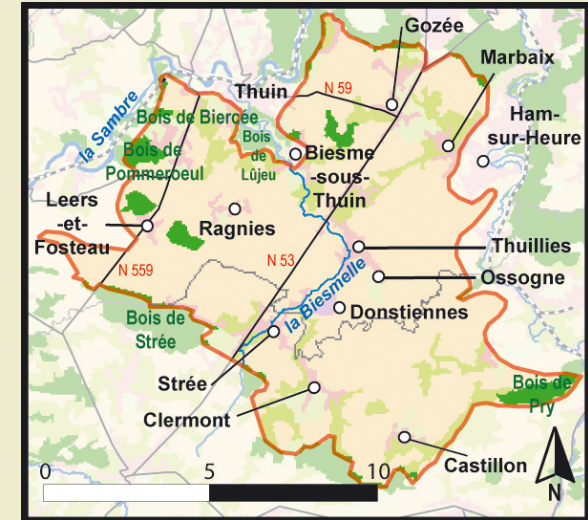 Gozée
Marbaix
Thuin
N 59
la Sambre
Bois de Biercée
Bois
de
Lûjeu
Ham-
sur-Heure
Bois de
Pommeroeul
Biesme
-sous-
Thuin
Leers
-et-
Fosteau
Ragnies
Thuillies
N 559
N 53
la Biesmelle
Ossogne
Bois de
Strée
Donstiennes
Strée
Bois de
Pry
Clermont
Castillon
0
5
10
N